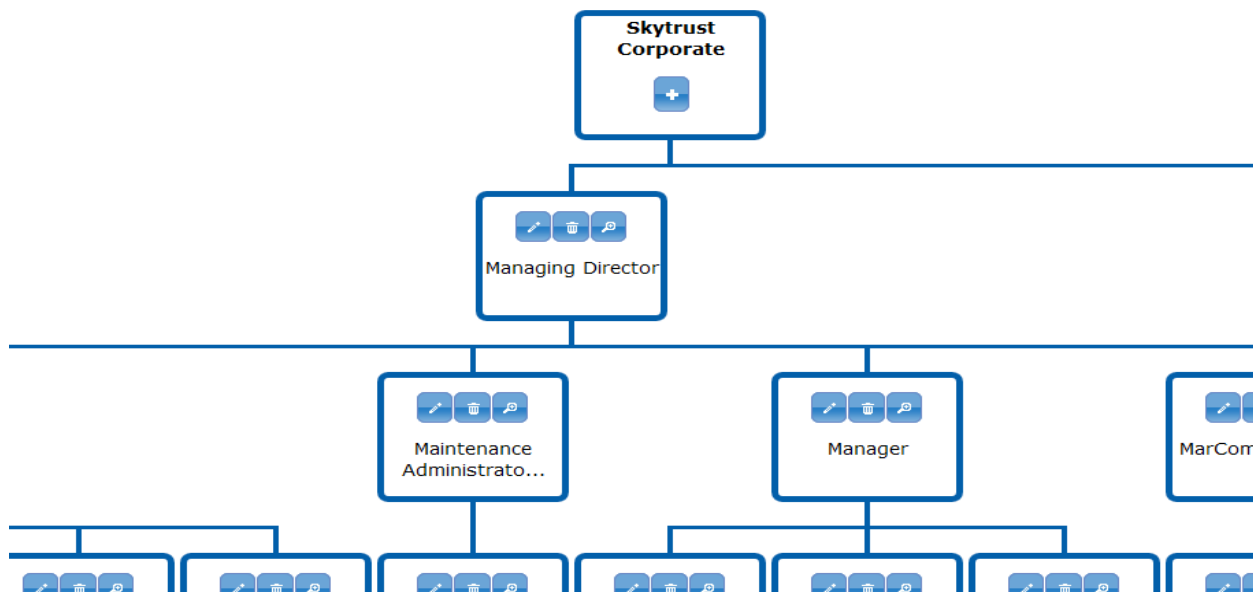 Skytrust
Corporate
Managing Director
Maintenance
Administrato...
Manager
MarCom